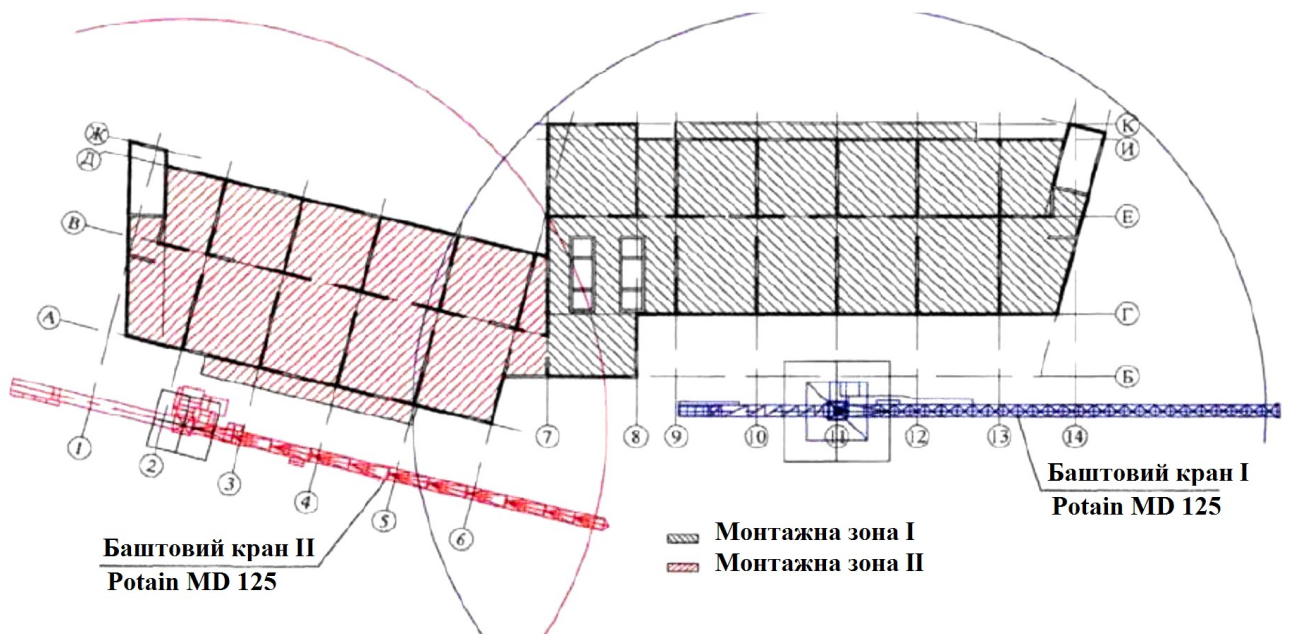 Ж
Д
В
А
К
И
Е
Г
Б
1
2
3
4
5
6
7
8
9
10
11
12
13
14
Баштовий кран I
Potain MD 125
Монтажна зона I
Монтажна зона II
Баштовий кран II
Potain MD 125